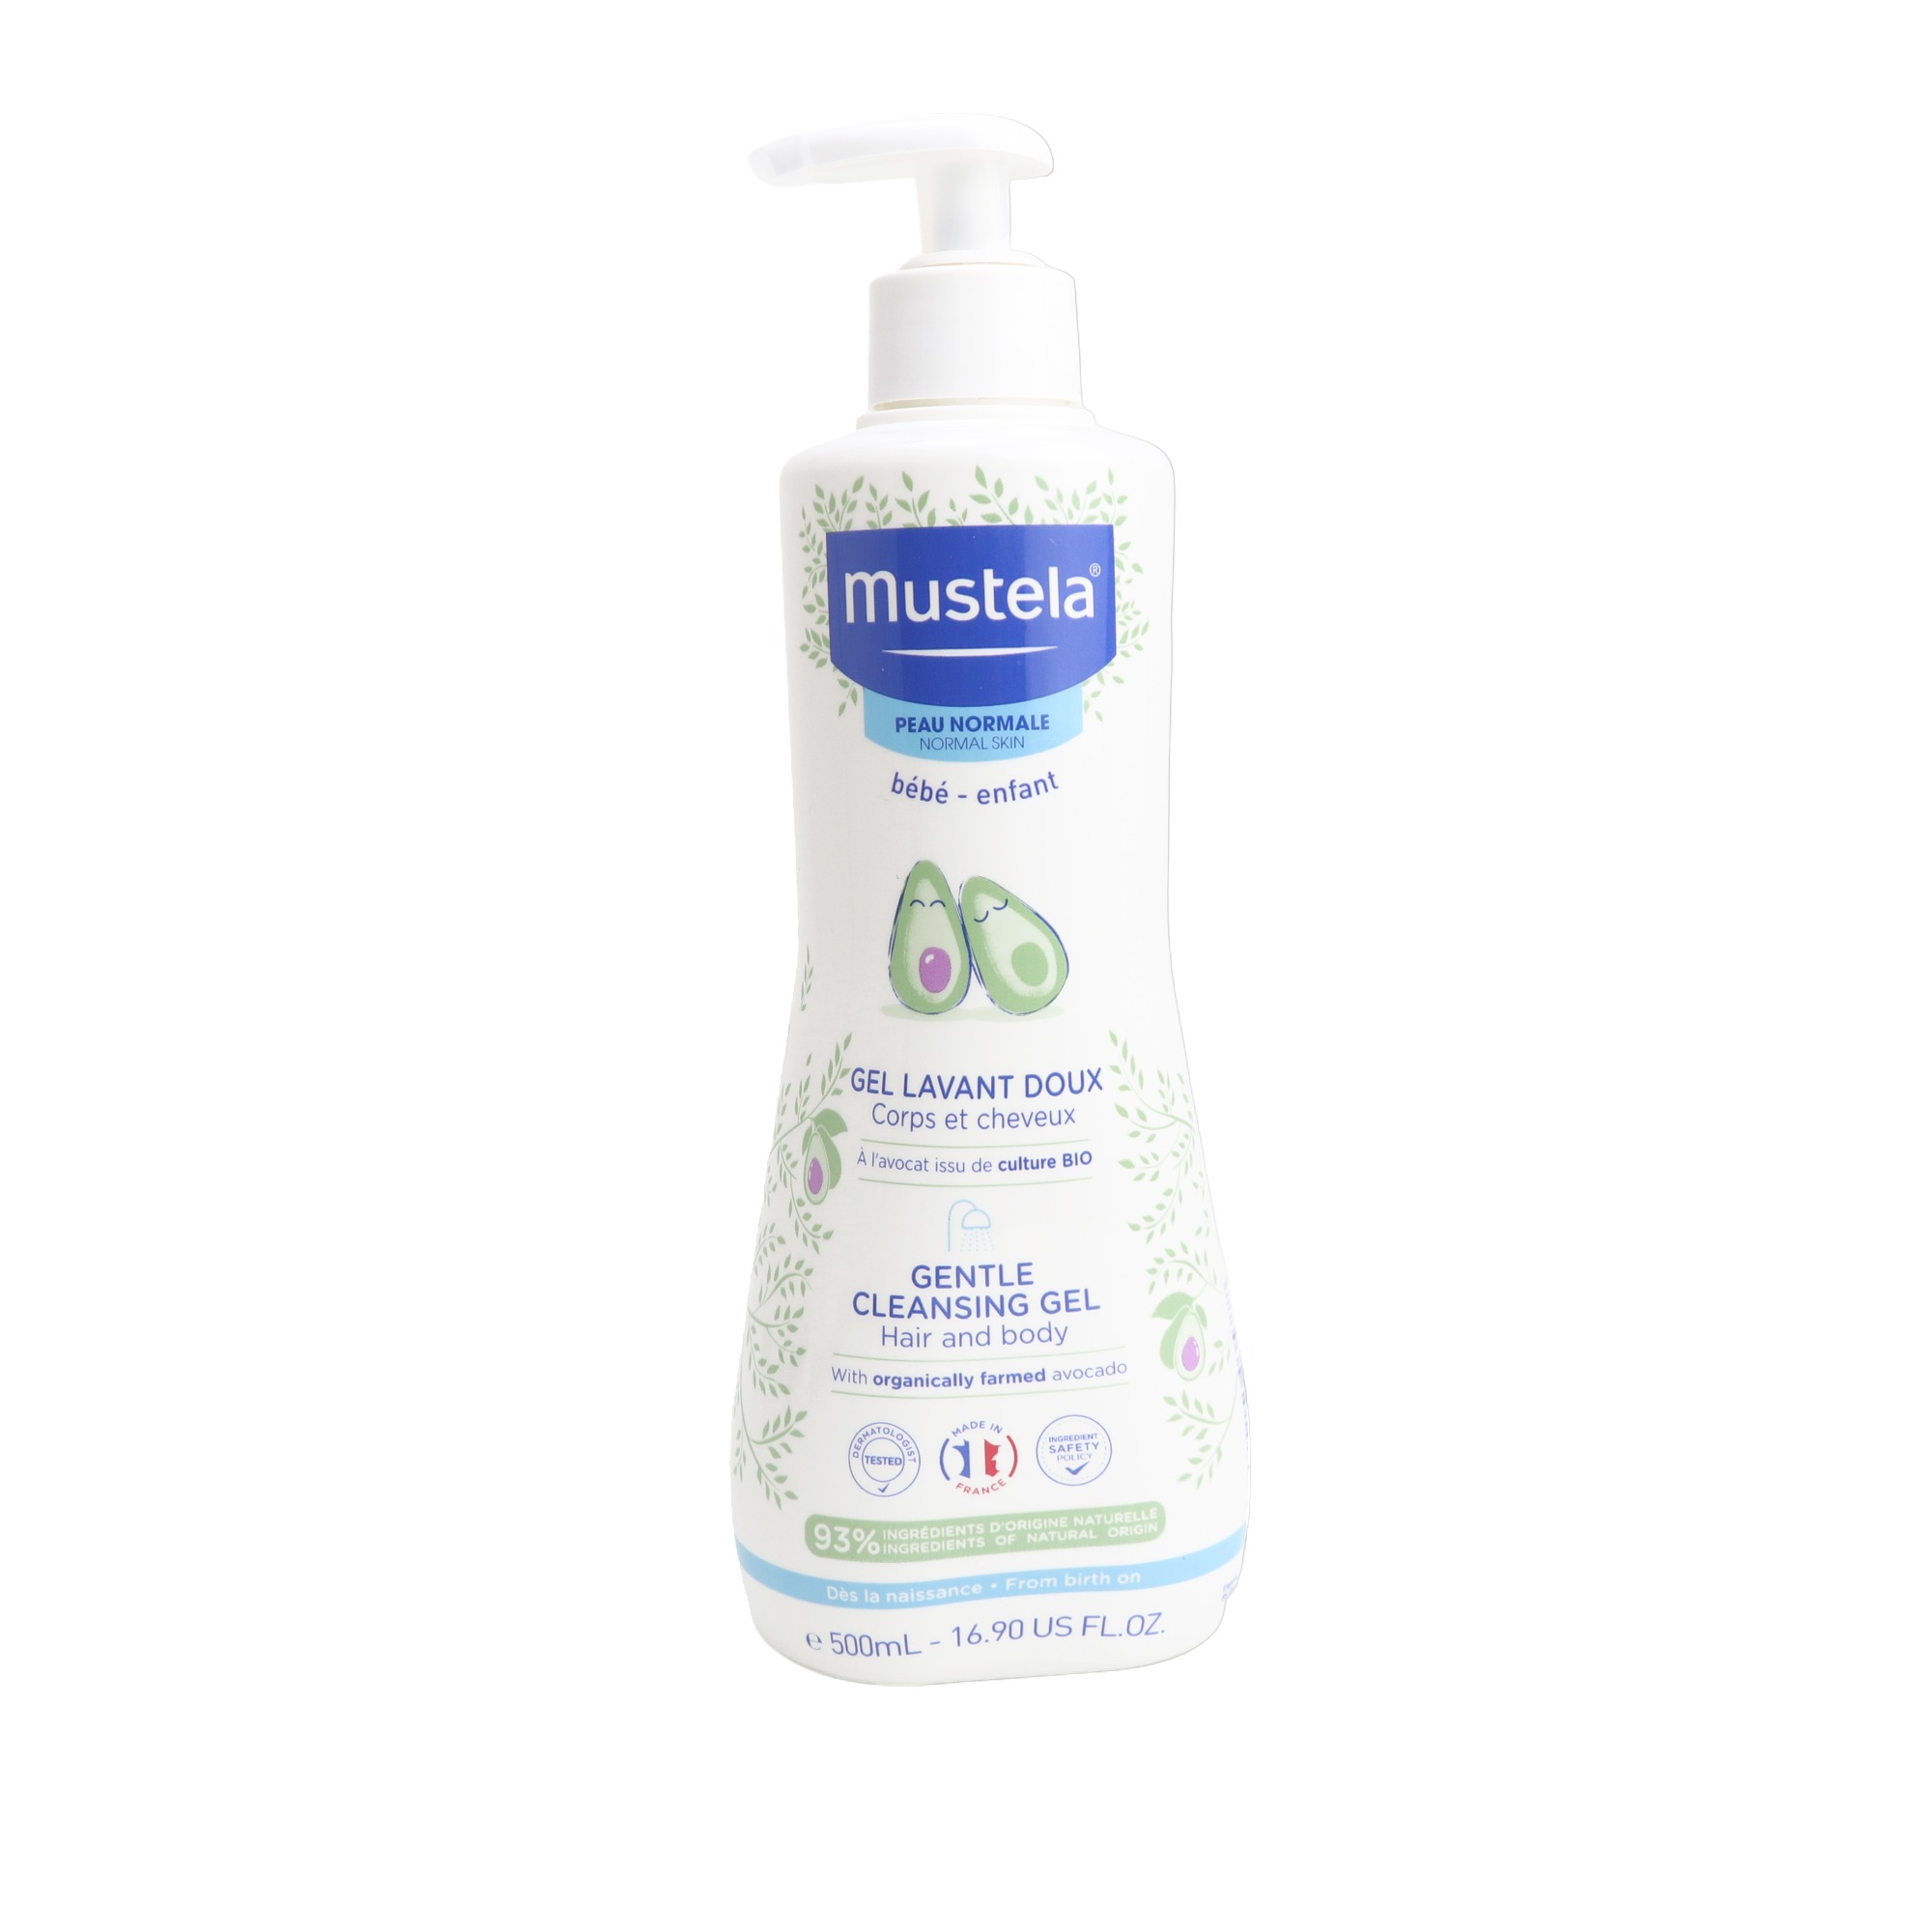 mustela®
PEAU NORMALE
NORMAL SKIN
bébé - enfant
GEL LAVANT DOUX
Corps et cheveux
À l'avocat issu de culture BIO
GENTLE
CLEANSING GEL
Hair and body
With organically farmed avocado
DERMATOLOGIST
TESTED
MADE IN
FRANCE
INGREDIENT
SAFETY
POLICY
93% INGRÉDIENTS D'ORIGINE NATURELLE
INGREDIENTS OF NATURAL ORIGIN
Dès la naissance • From birth on
℮ 500mL - 16.90 US FL.OZ.